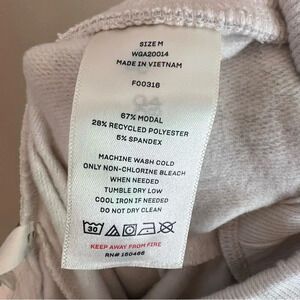 SIZE M
WGA20014
MADE IN VIETNAM
F00316
67% MODAL
28% RECYCLED POLYESTER
5% SPANDEX
MACHINE WASH COLD
ONLY NON-CHLORINE BLEACH
WHEN NEEDED
TUMBLE DRY LOW
COOL IRON IF NEEDED
DO NOT DRY CLEAN
30
KEEP AWAY FROM FIRE
RN# 160466